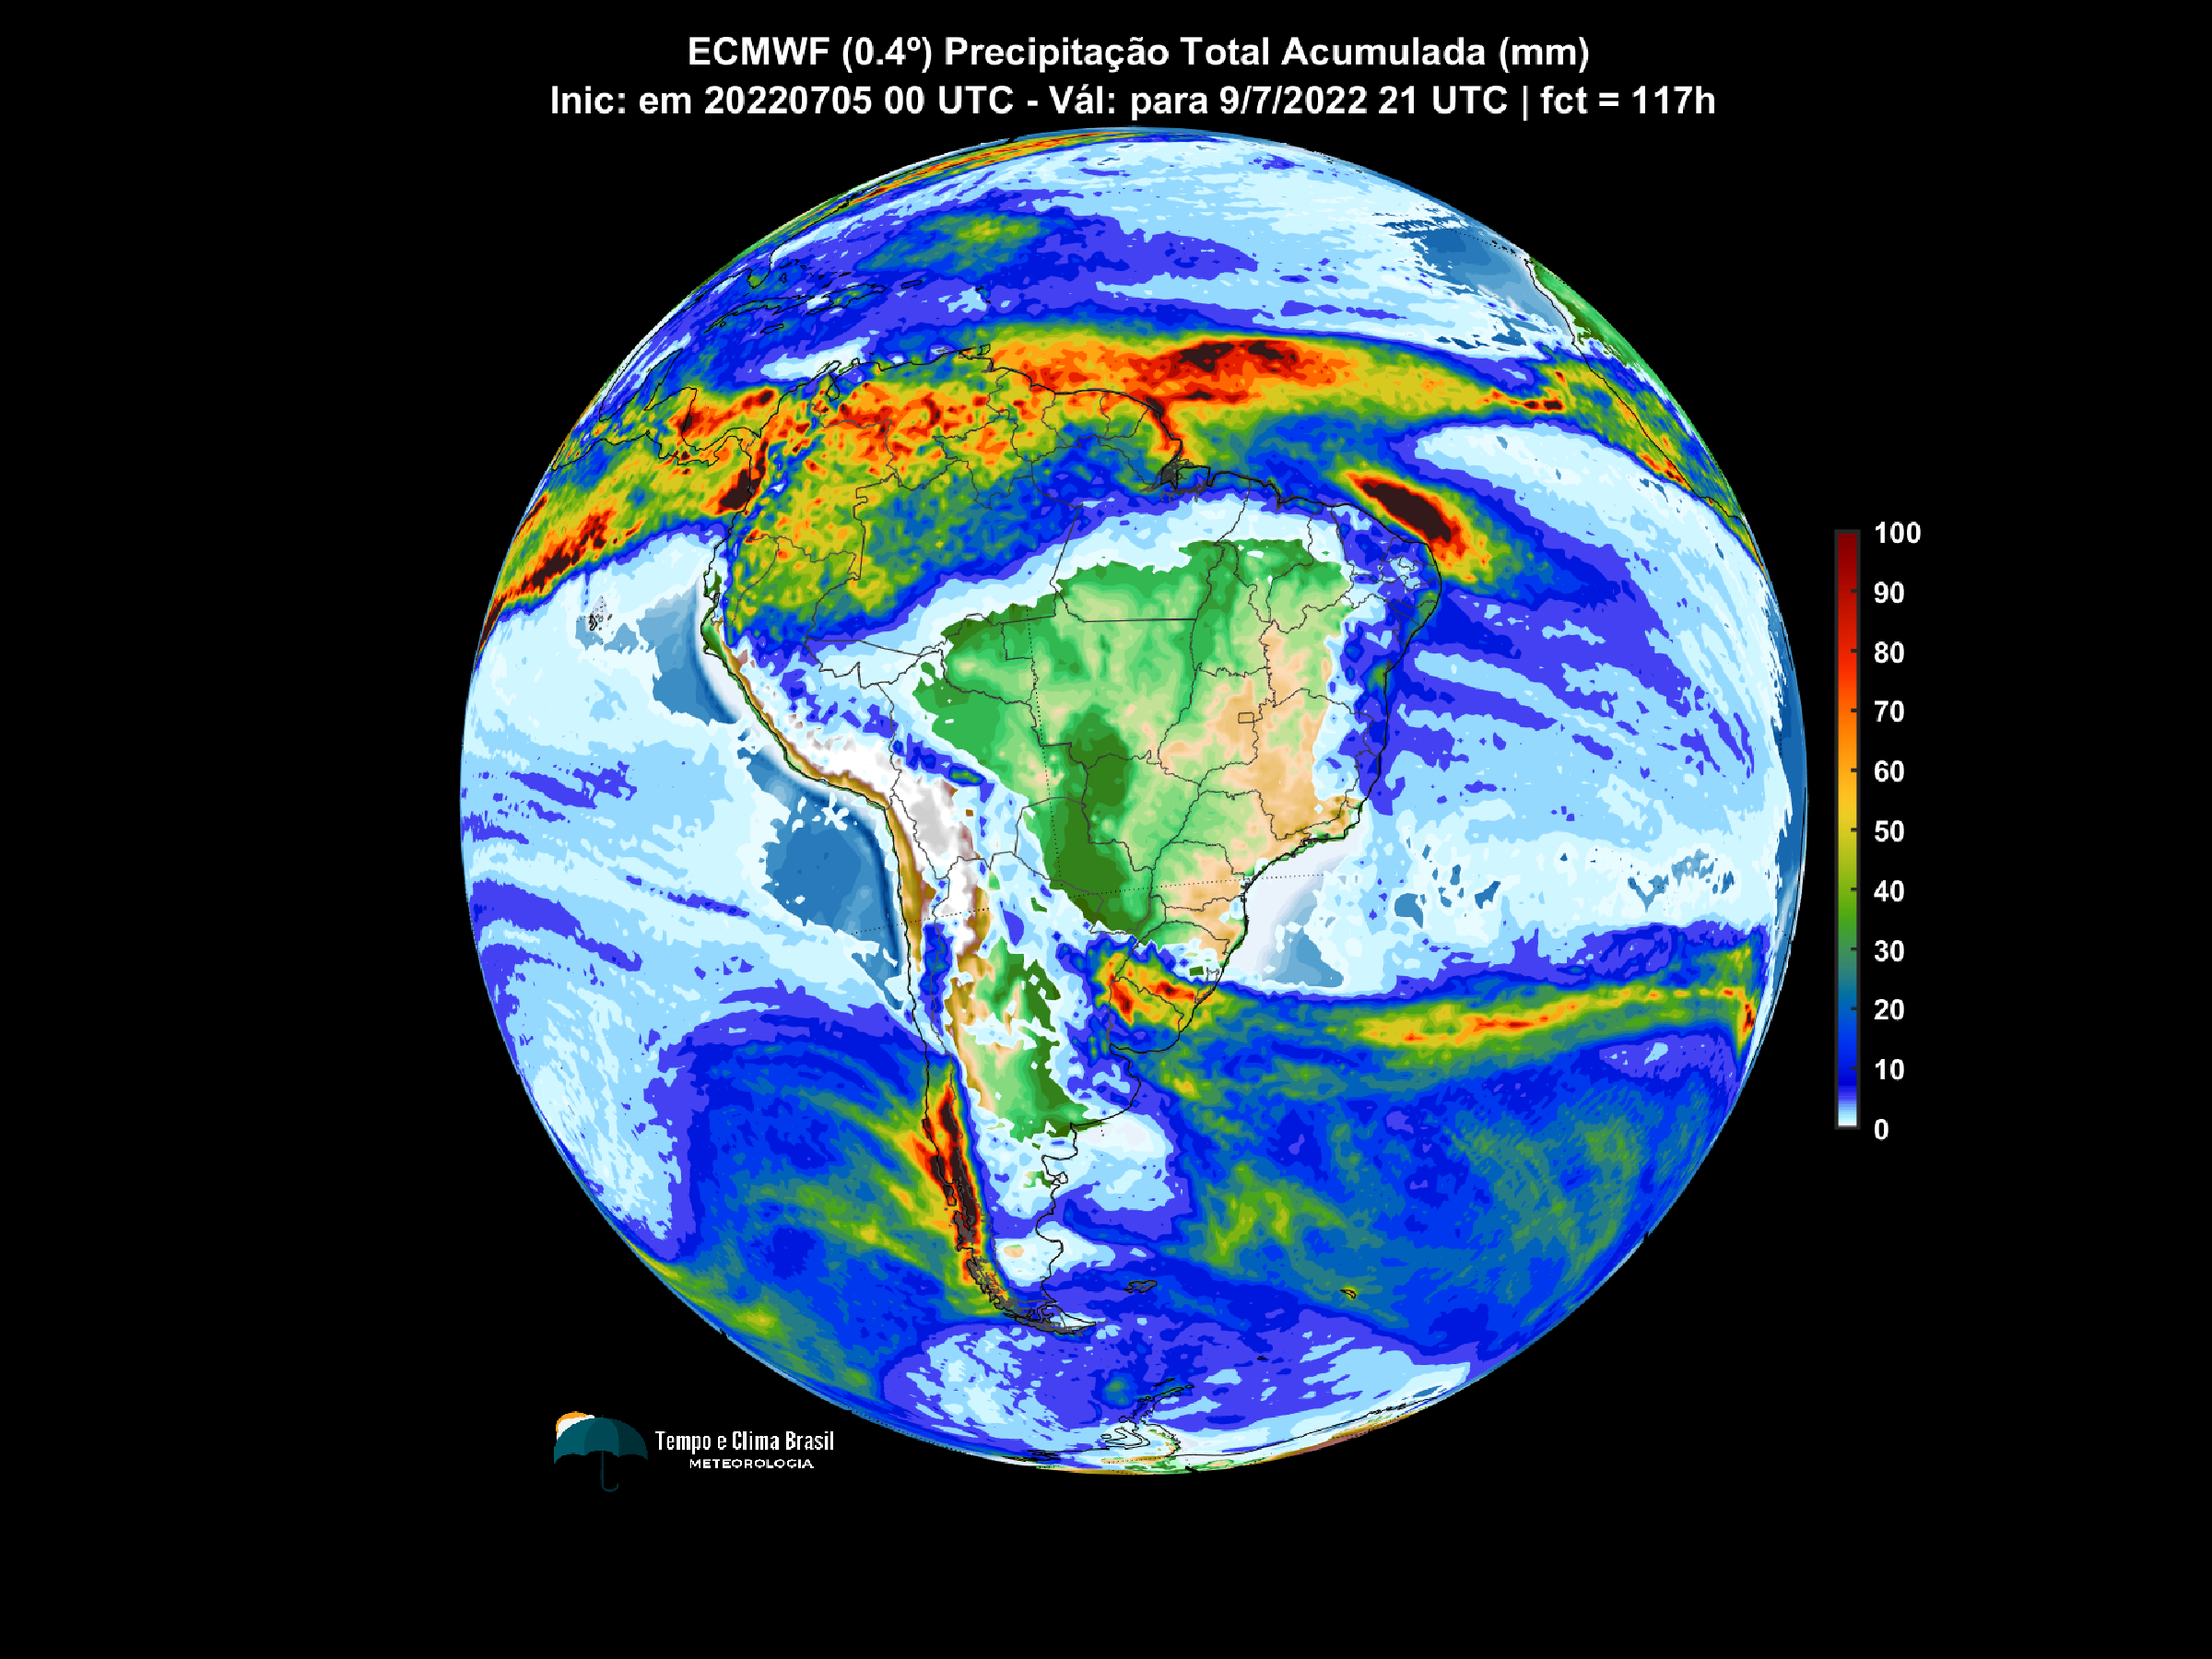 ECMWF (0.4º) Precipitação Total Acumulada (mm)
Inic: em 20220705 00 UTC - Vál: para 9/7/2022 21 UTC | fct = 117h
100
90
80
70
60
50
40
30
20
10
0
Tempo e Clima Brasil
METEOROLOGIA